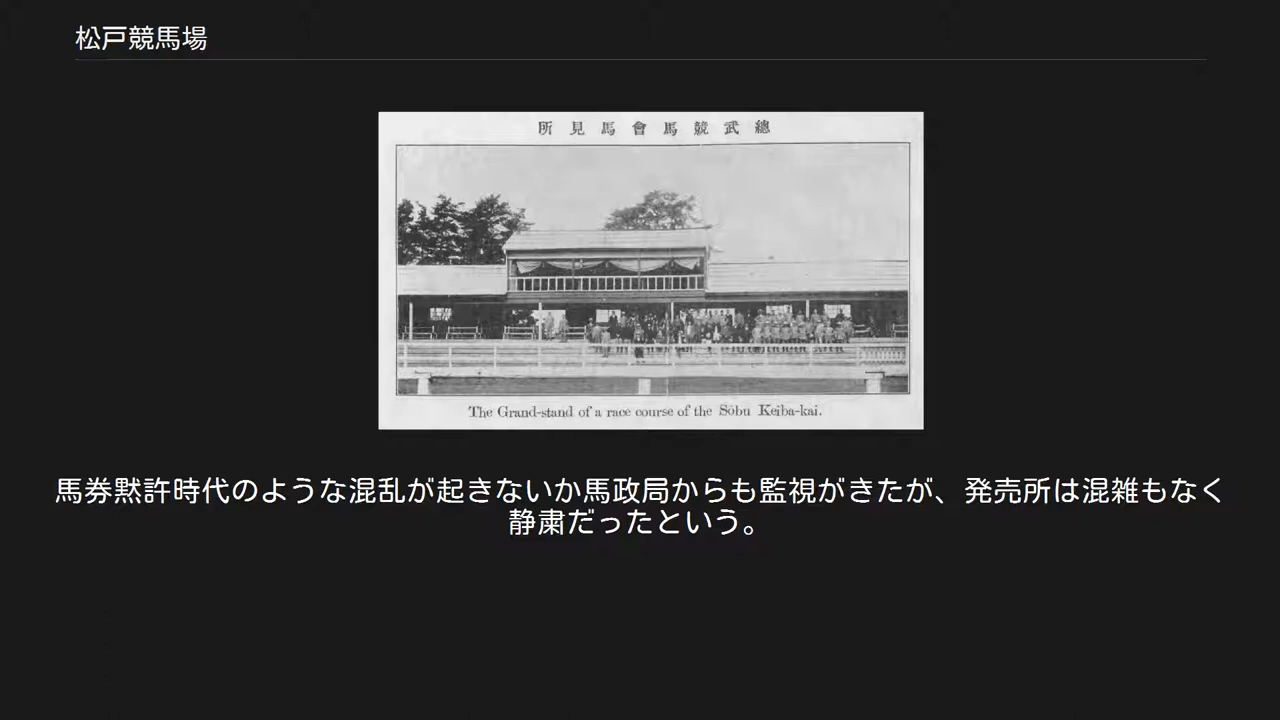 松戸競馬場
所見馬會馬競武總
The Grand-stand of a race course of the Sōbu Keiba-kai.
馬券黙許時代のような混乱が起きないか馬政局からも監視がきたが、発売所は混雑もなく
静粛だったという。